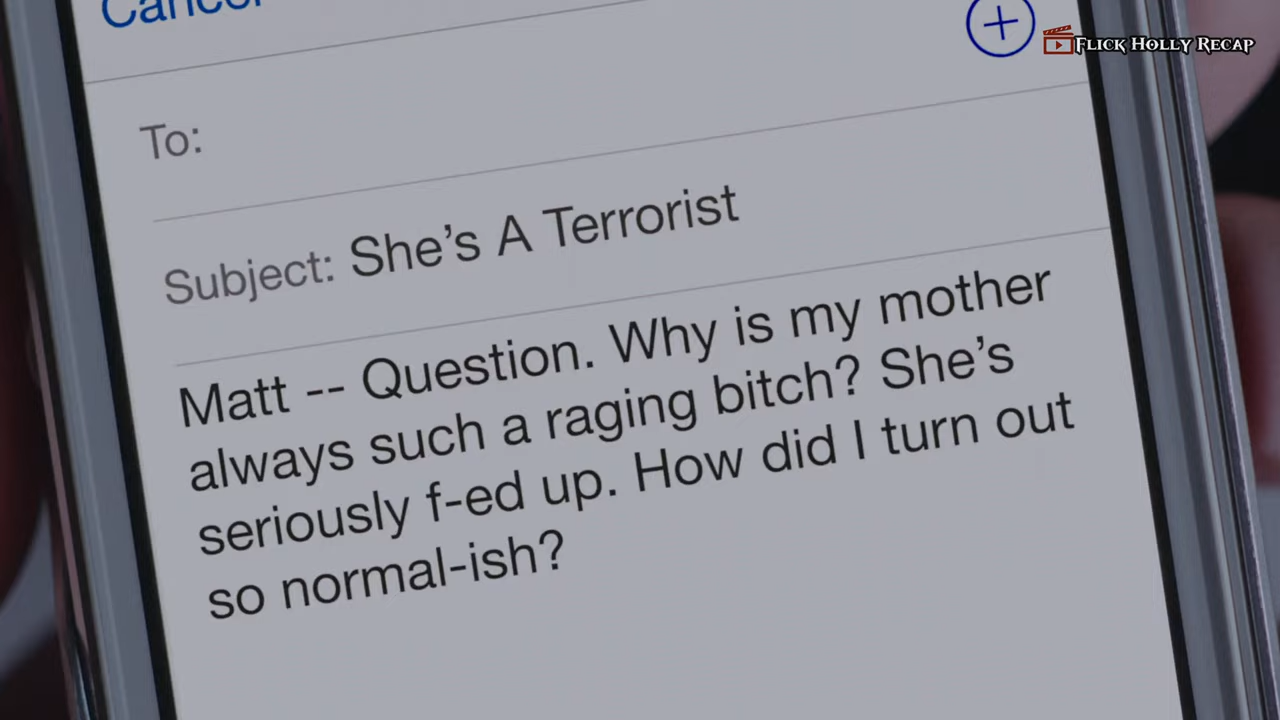 Cancel
FLICK HOLLY RECAP
To:
Subject: She's A Terrorist
Matt -- Question. Why is my mother
always such a raging bitch? She's
seriously f-ed up. How did I turn out
so normal-ish?